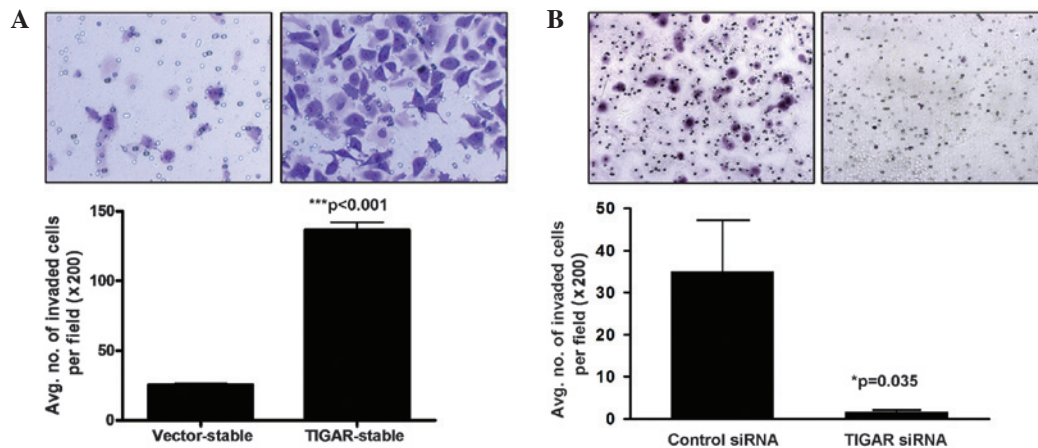 A
B
Avg. no. of invaded cells
per field (x 200)
150
100
50
0
***p<0.001
Vector-stable
TIGAR-stable
Avg. no. of invaded cells
per field (x 200)
50
40
30
20
10
0
*p=0.035
Control siRNA
TIGAR siRNA